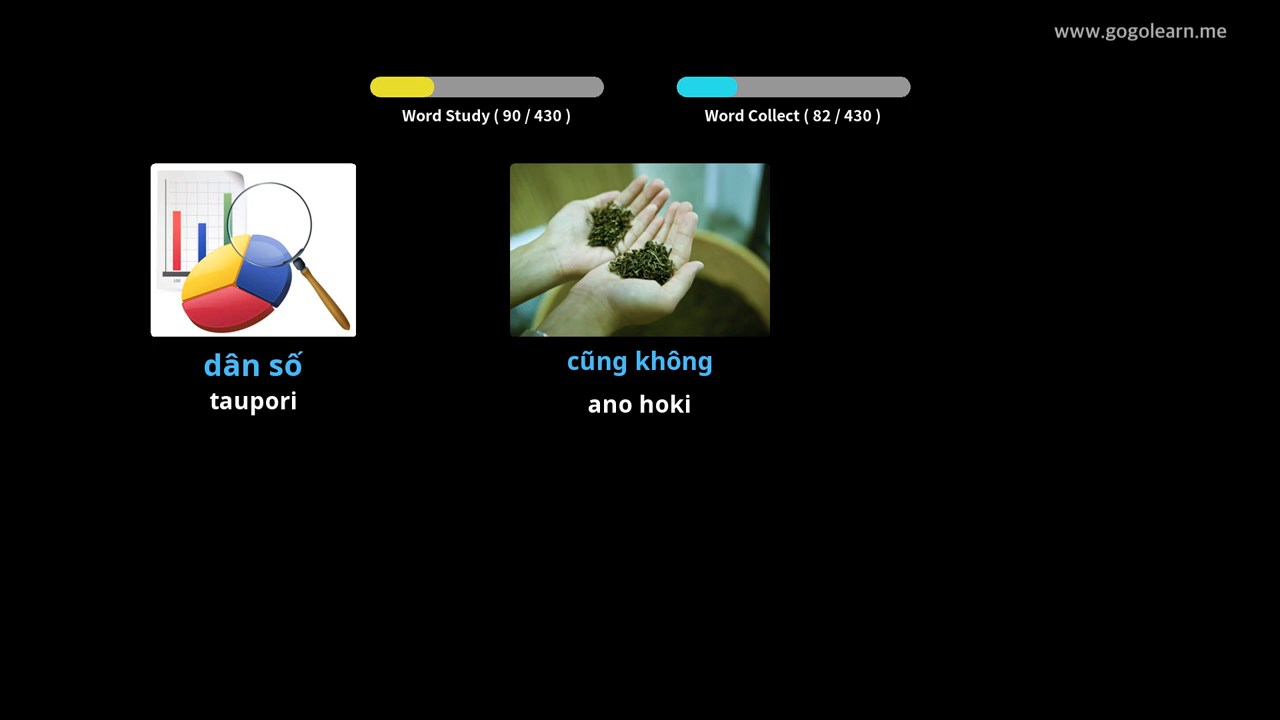 www.gogolearn.me
Word Study ( 90 / 430 )
Word Collect ( 82 / 430 )
dân số
taupori
cũng không
ano hoki